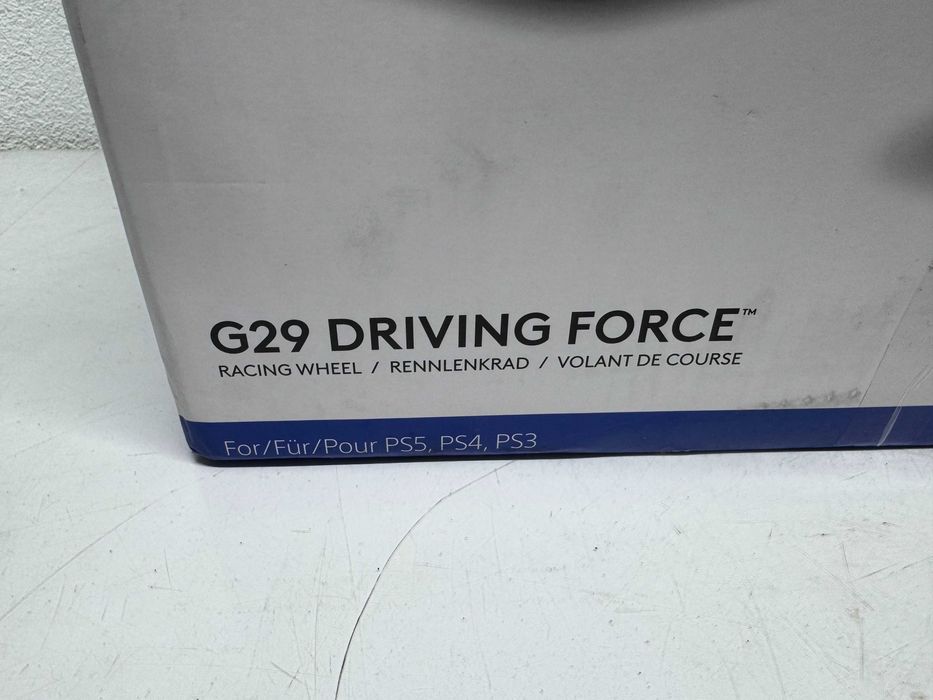 G29 DRIVING FORCE™
RACING WHEEL / RENNLENKRAD / VOLANT DE COURSE
For/Für/Pour PS5, PS4, PS3